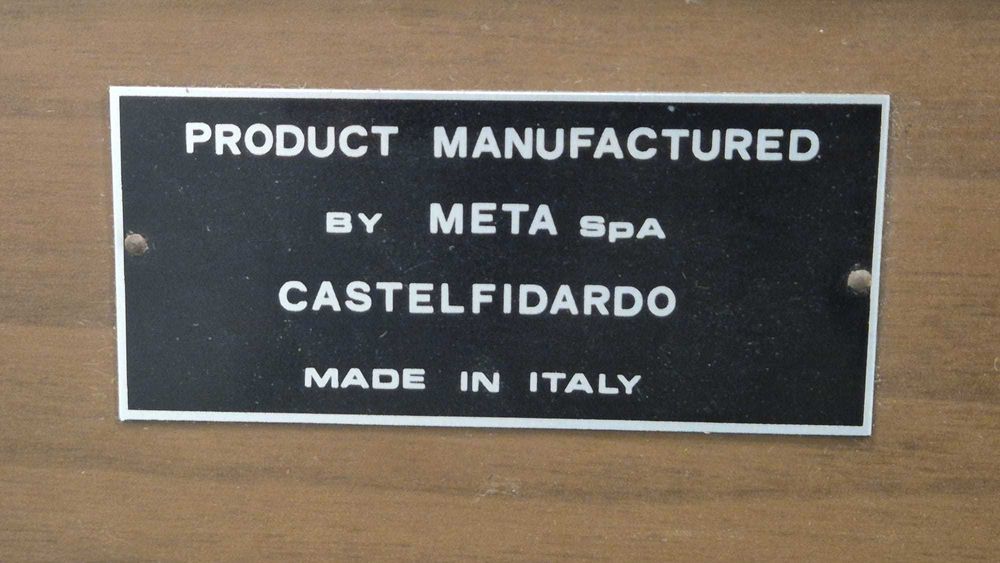 PRODUCT MANUFACTURED
BY META SpA
CASTELFIDARDO
MADE IN ITALY